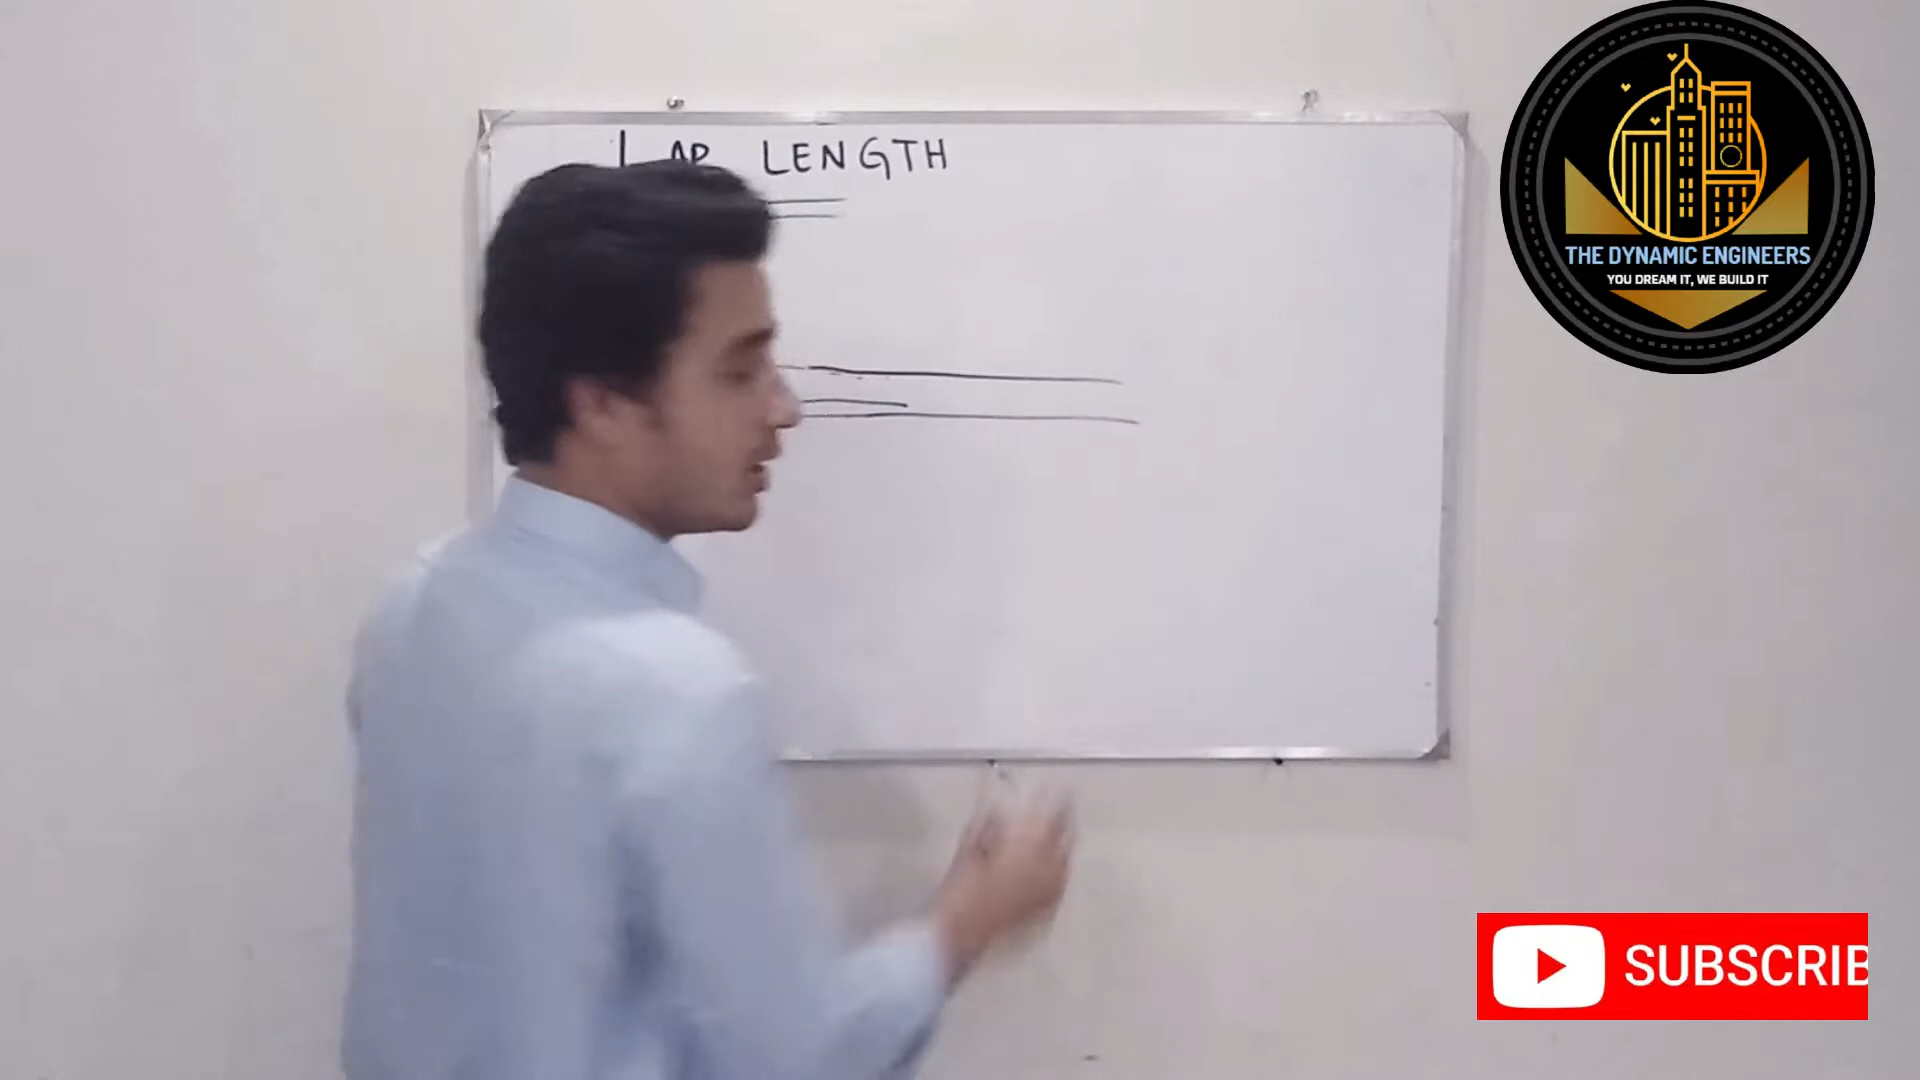 LAP LENGTH
THE DYNAMIC ENGINEERS
YOU DREAM IT, WE BUILD IT
SUBSCRIB